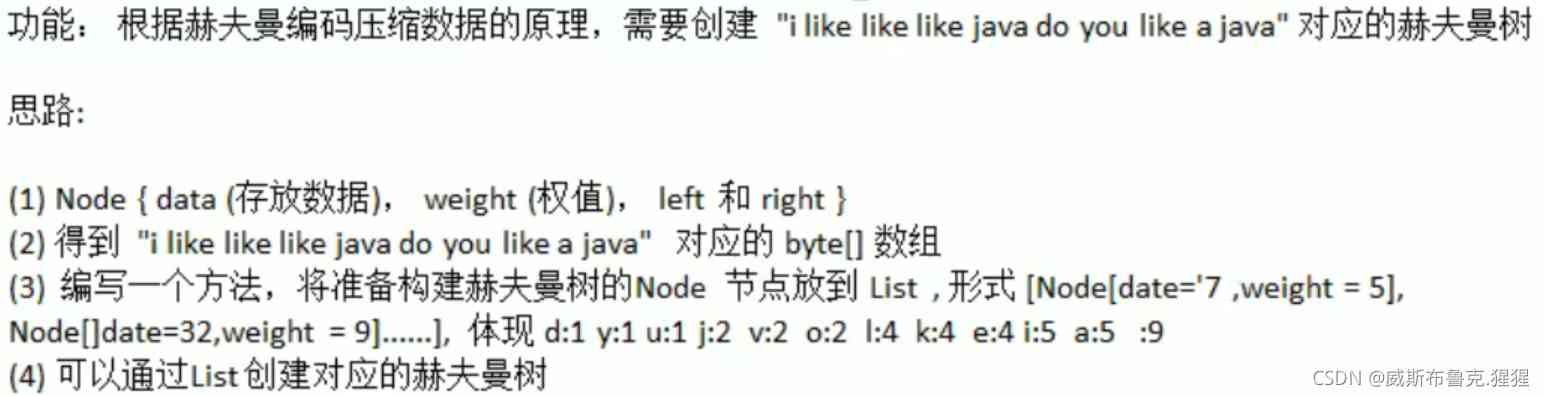 功能： 根据赫夫曼编码压缩数据的原理，需要创建 "i like like like java do you like a java" 对应的赫夫曼树
思路：
(1) Node { data (存放数据)， weight (权值)， left 和 right }
(2) 得到 "i like like like java do you like a java" 对应的 byte[] 数组
(3) 编写一个方法，将准备构建赫夫曼树的Node 节点放到 List , 形式 [Node[date='7 ,weight = 5],
Node[]date=32,weight = 9]......], 体现 d:1 y:1 u:1 j:2 v:2 o:2 l:4 k:4 e:4 i:5 a:5 :9
(4) 可以通过List 创建对应的赫夫曼树
CSDN @威斯布鲁克.猩猩